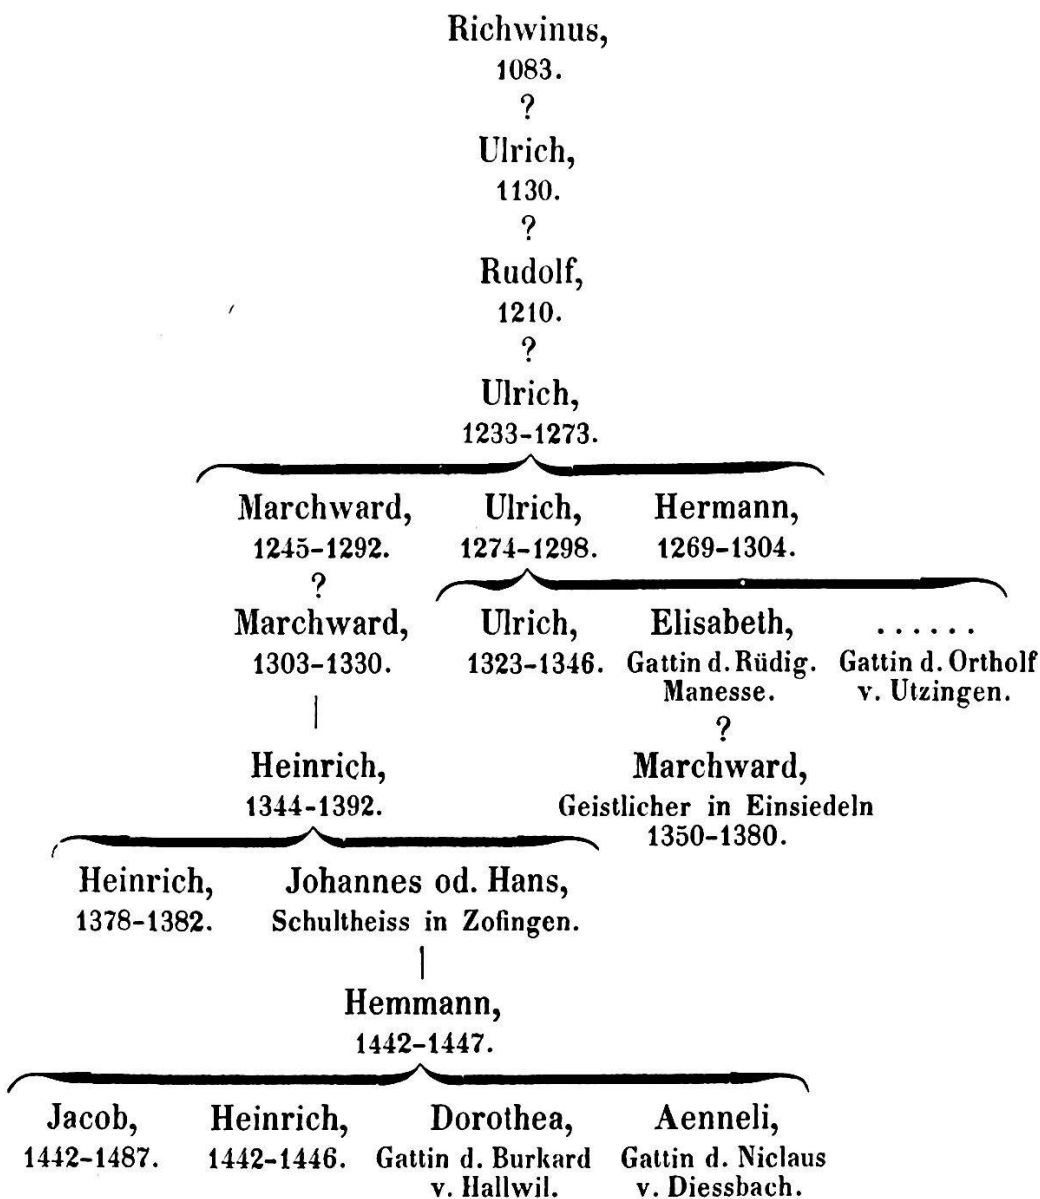 Richwinus,
1083.
?
Ulrich,
1130.
?
Rudolf,
1210.
?
Ulrich,
1233-1273.
Marchward, Ulrich, Hermann,
1245-1292. 1274-1298. 1269-1304.
?
Marchward, Ulrich, Elisabeth, ......
1303-1330. 1323-1346. Gattin d. Rüdig. Gattin d. Ortholf
Manesse. v. Utzingen.
?
Heinrich, Marchward,
1344-1392. Geistlicher in Einsiedeln
1350-1380.
Heinrich, Johannes od. Hans,
1378-1382. Schultheiss in Zofingen.
Hemmann,
1442-1447.
Jacob, Heinrich, Dorothea, Aenneli,
1442-1487. 1442-1446. Gattin d. Burkard Gattin d. Niclaus
v. Hallwil. v. Diessbach.